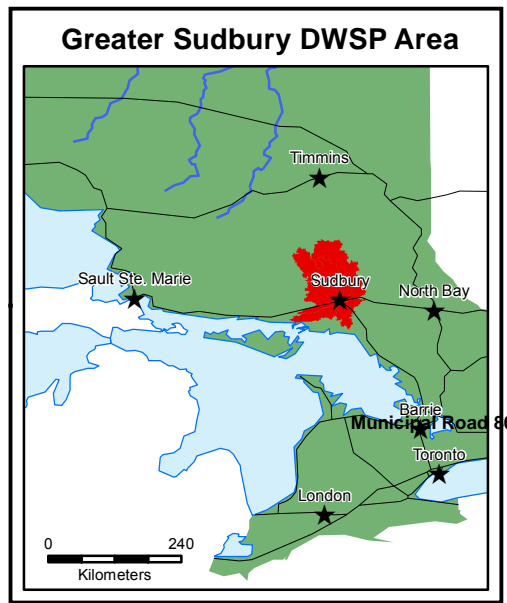 Greater Sudbury DWSP Area
Timmins
Sault Ste. Marie
Sudbury
North Bay
Barrie
Municipal Road 80
Toronto
London
0 240
Kilometers